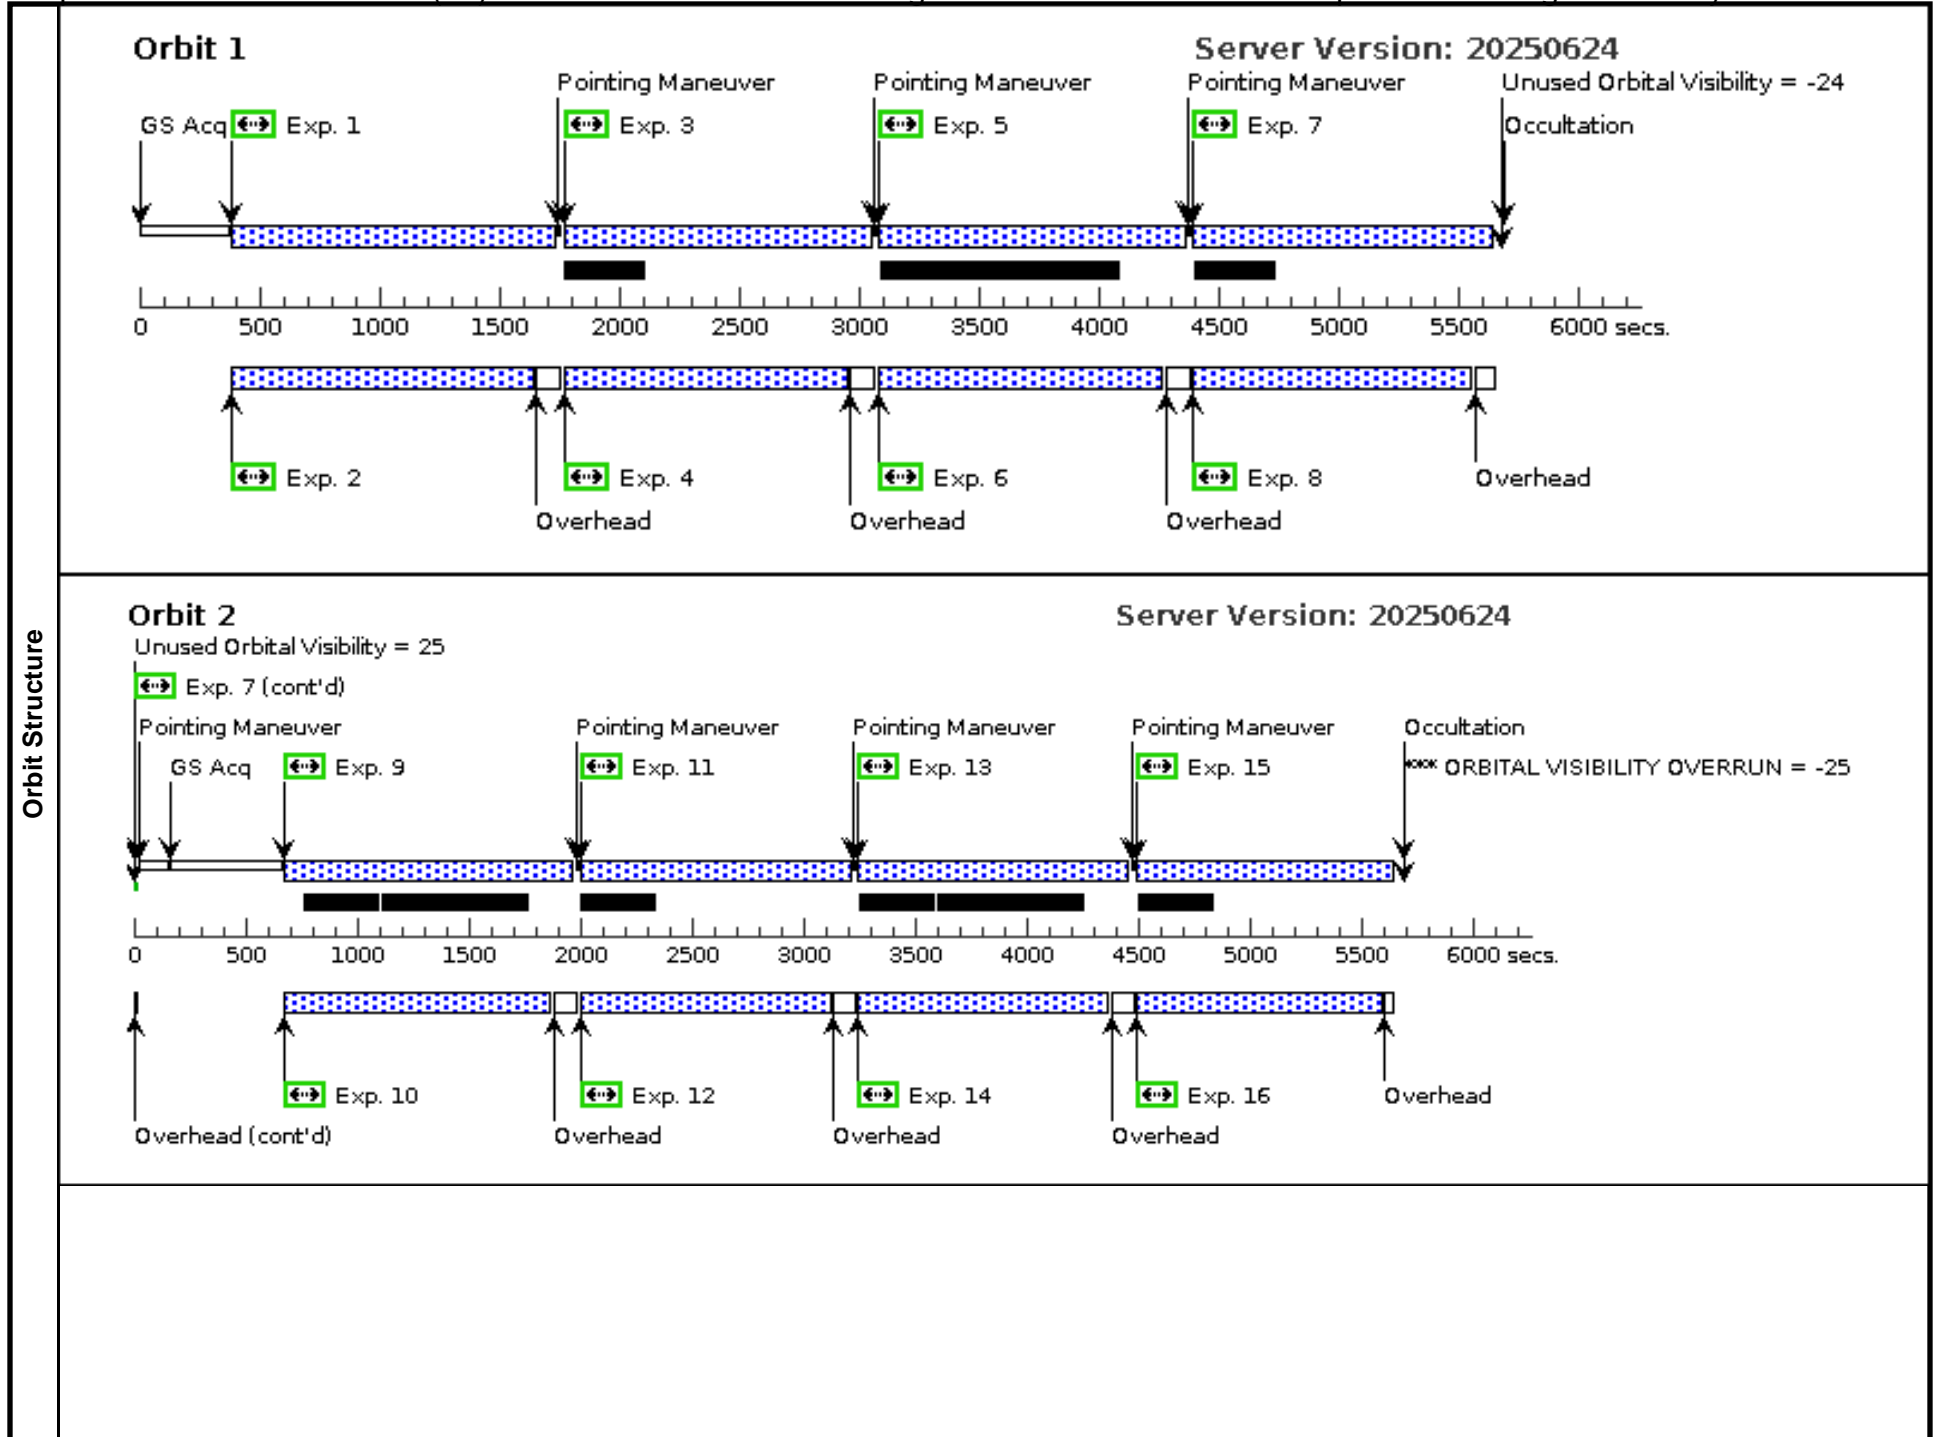 Orbit Structure
Orbit 1 Server Version: 20250624
Pointing Maneuver Pointing Maneuver Pointing Maneuver Unused Orbital Visibility = -24
GS Acq Exp. 1 Exp. 3 Exp. 5 Exp. 7 Occultation
0 500 1000 1500 2000 2500 3000 3500 4000 4500 5000 5500 6000 secs.
Exp. 2 Exp. 4 Exp. 6 Exp. 8 Overhead
Overhead Overhead Overhead
Orbit 2 Server Version: 20250624
Unused Orbital Visibility = 25
Exp. 7 (cont'd)
Pointing Maneuver Pointing Maneuver Pointing Maneuver Pointing Maneuver Occultation
GS Acq Exp. 9 Exp. 11 Exp. 13 Exp. 15 **** ORBITAL VISIBILITY OVERRUN = -25
0 500 1000 1500 2000 2500 3000 3500 4000 4500 5000 5500 6000 secs.
Exp. 10 Exp. 12 Exp. 14 Exp. 16 Overhead
Overhead (cont'd) Overhead Overhead Overhead